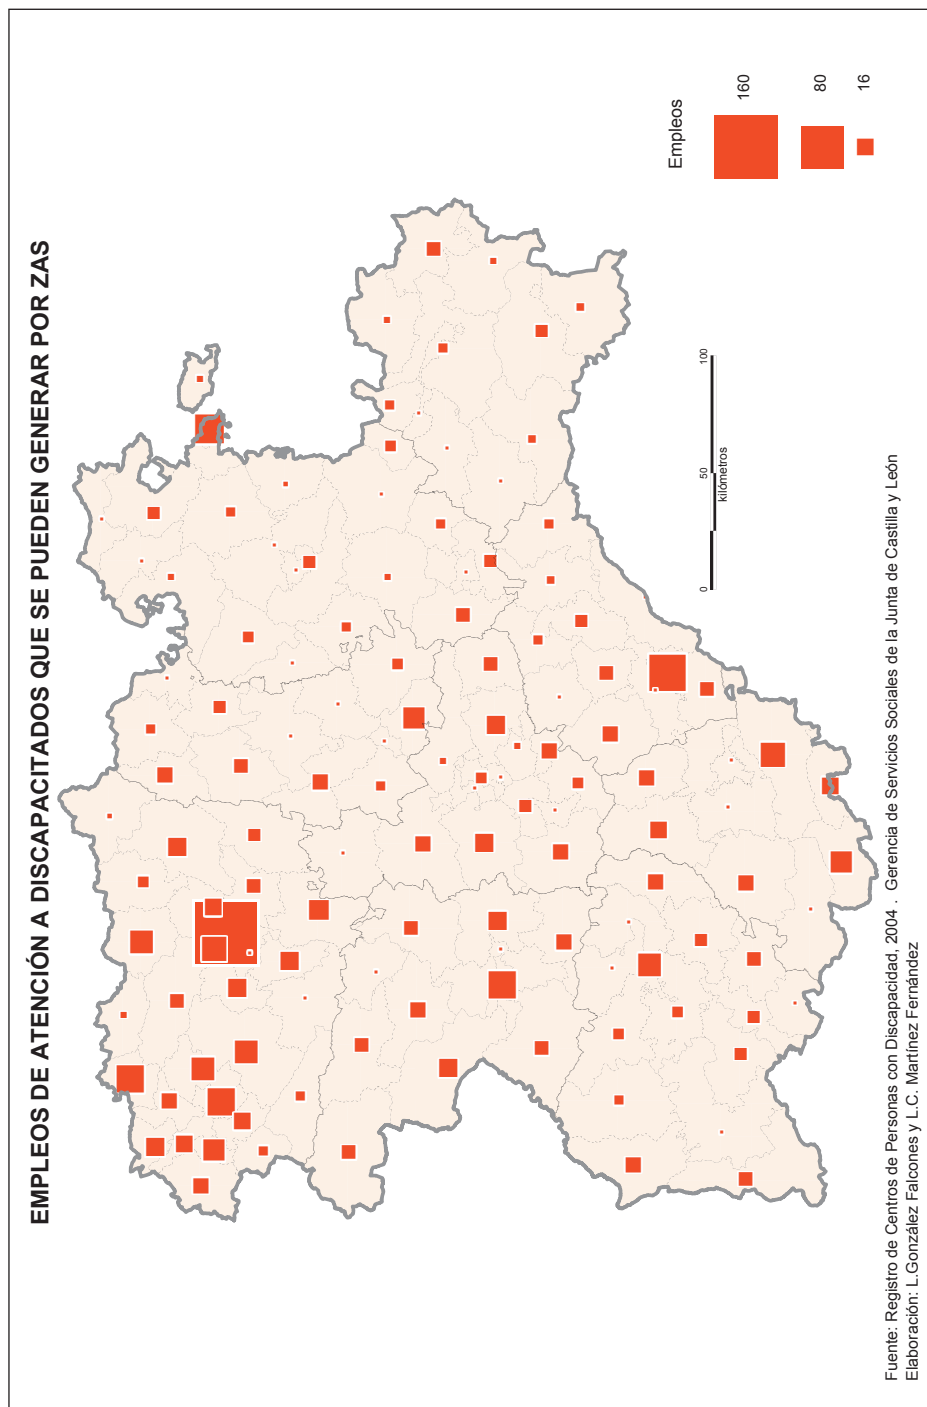 EMPLEOS DE ATENCIÓN A DISCAPACITADOS QUE SE PUEDEN GENERAR POR ZAS
Empleos
160
80
16
0 50 100
kilómetros
Fuente: Registro de Centros de Personas con Discapacidad, 2004 . Gerencia de Servicios Sociales de la Junta de Castilla y León
Elaboración: L.González Falcones y L.C. Martínez Fernández